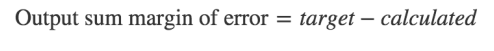 Output sum margin of error = target – calculated